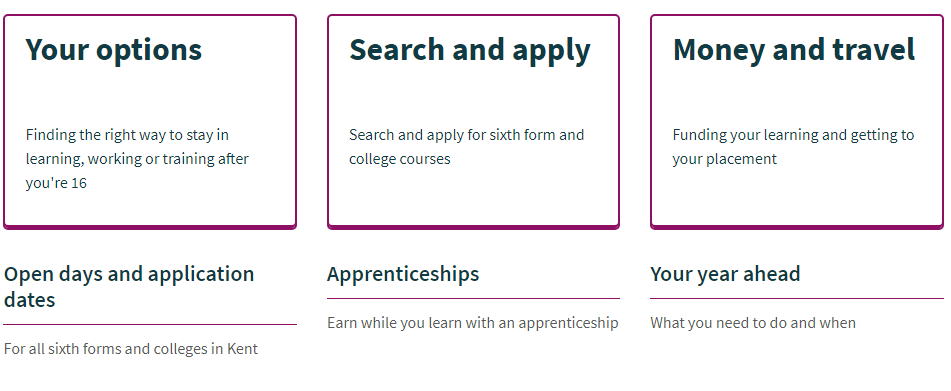 Your options
Finding the right way to stay in
learning, working or training after
you're 16
Search and apply
Search and apply for sixth form and
college courses
Money and travel
Funding your learning and getting to
your placement
Open days and application
dates
For all sixth forms and colleges in Kent
Apprenticeships
Earn while you learn with an apprenticeship
Your year ahead
What you need to do and when